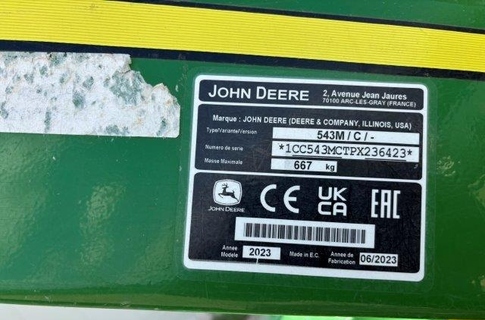 JOHN DEERE 2, Avenue Jean Jaures
70100 ARC-LES-GRAY (FRANCE)
Marque : JOHN DEERE (DEERE & COMPANY, ILLINOIS, USA)
Type/Variante/Version 543M / C / -
N° de serie *1CC543MCTPX236423*
Masse Maximale 667 kg
JOHN DEERE CE UK CA EAC
Annee Modele 2023 Made in E.C. Annee de Fabrication 06/2023